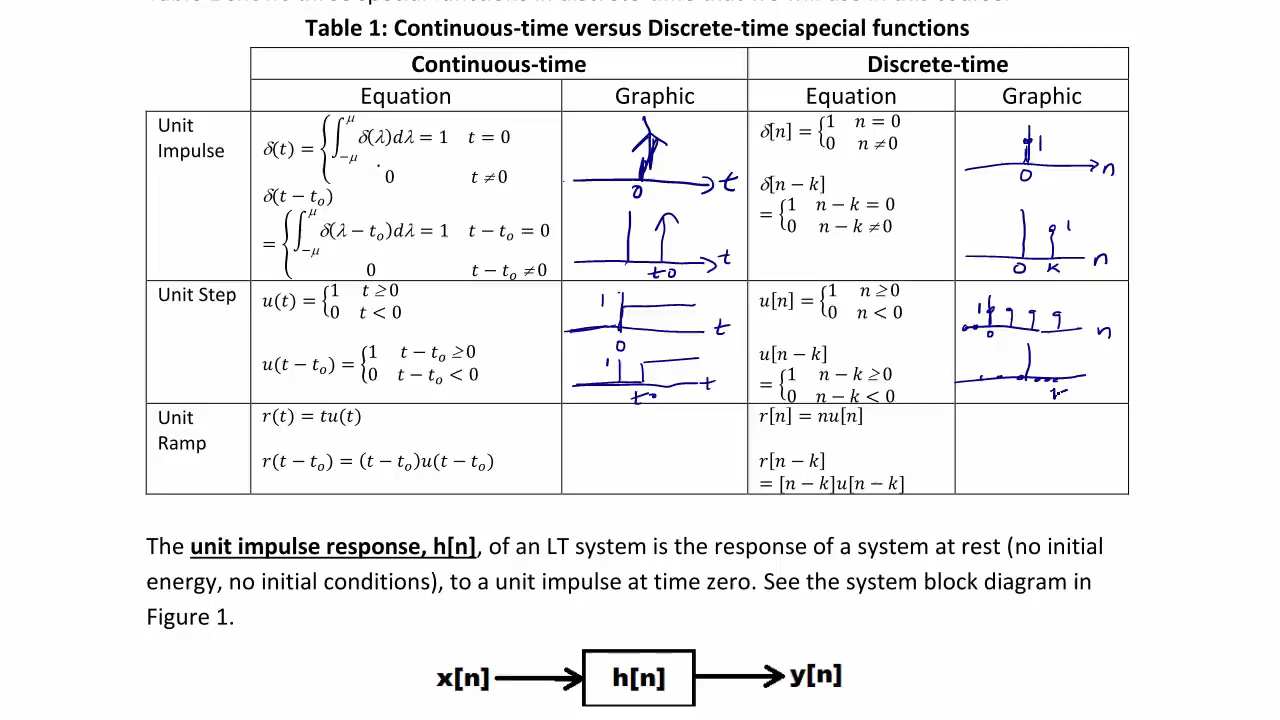 Table 1: Continuous-time versus Discrete-time special functions
Continuous-time Discrete-time
Equation Graphic Equation Graphic
Unit
Impulse
δ(t) = { ∫_{-μ}^{μ} δ(λ)dλ = 1 t = 0
0 t ≠ 0
δ(t − t_o)
= { ∫_{-μ}^{μ} δ(λ − t_o)dλ = 1 t − t_o = 0
0 t − t_o ≠ 0
0 t
t0 t
δ[n] = { 1 n = 0
0 n ≠ 0
δ[n − k]
= { 1 n − k = 0
0 n − k ≠ 0
1
0 n
1
0 k n
Unit Step
u(t) = { 1 t ≥ 0
0 t < 0
u(t − t_o) = { 1 t − t_o ≥ 0
0 t − t_o < 0
1
0 t
1
t0 t
u[n] = { 1 n ≥ 0
0 n < 0
u[n − k]
= { 1 n − k ≥ 0
0 n − k < 0
1
0 n
Unit
Ramp
r(t) = tu(t)
r(t − t_o) = (t − t_o)u(t − t_o)
r[n] = nu[n]
r[n − k]
= [n − k]u[n − k]
The unit impulse response, h[n], of an LT system is the response of a system at rest (no initial
energy, no initial conditions), to a unit impulse at time zero. See the system block diagram in
Figure 1.
x[n] h[n] y[n]